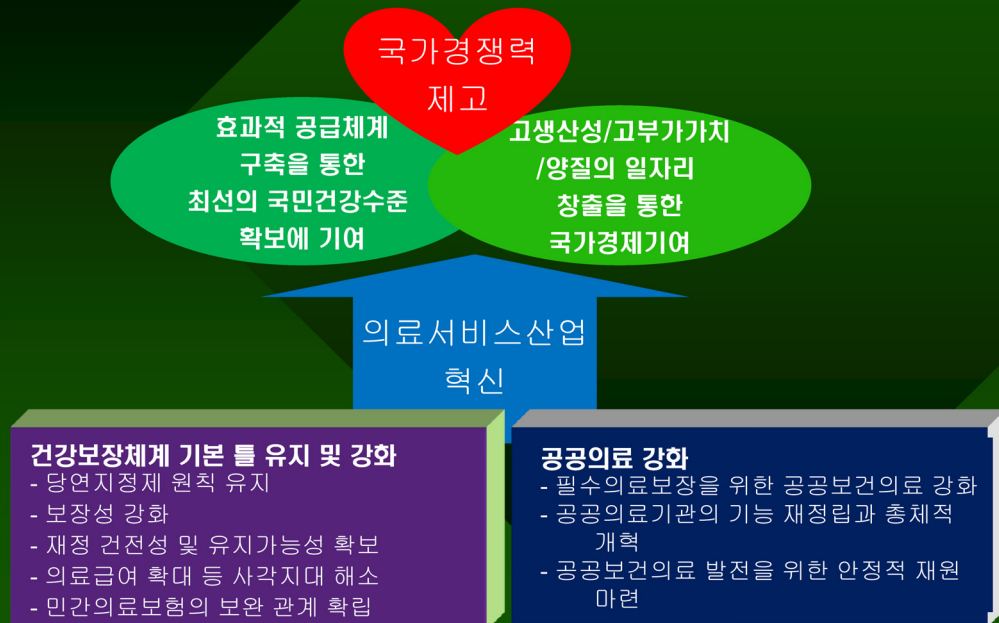 국가경쟁력
제고
효과적 공급체계
구축을 통한
최선의 국민건강수준
확보에 기여
고생산성/고부가가치
/양질의 일자리
창출을 통한
국가경제기여
의료서비스산업
혁신
건강보장체계 기본 틀 유지 및 강화
- 당연지정제 원칙 유지
- 보장성 강화
- 재정 건전성 및 유지가능성 확보
- 의료급여 확대 등 사각지대 해소
- 민간의료보험의 보완 관계 확립
공공의료 강화
- 필수의료보장을 위한 공공보건의료 강화
- 공공의료기관의 기능 재정립과 총체적
개혁
- 공공보건의료 발전을 위한 안정적 재원
마련